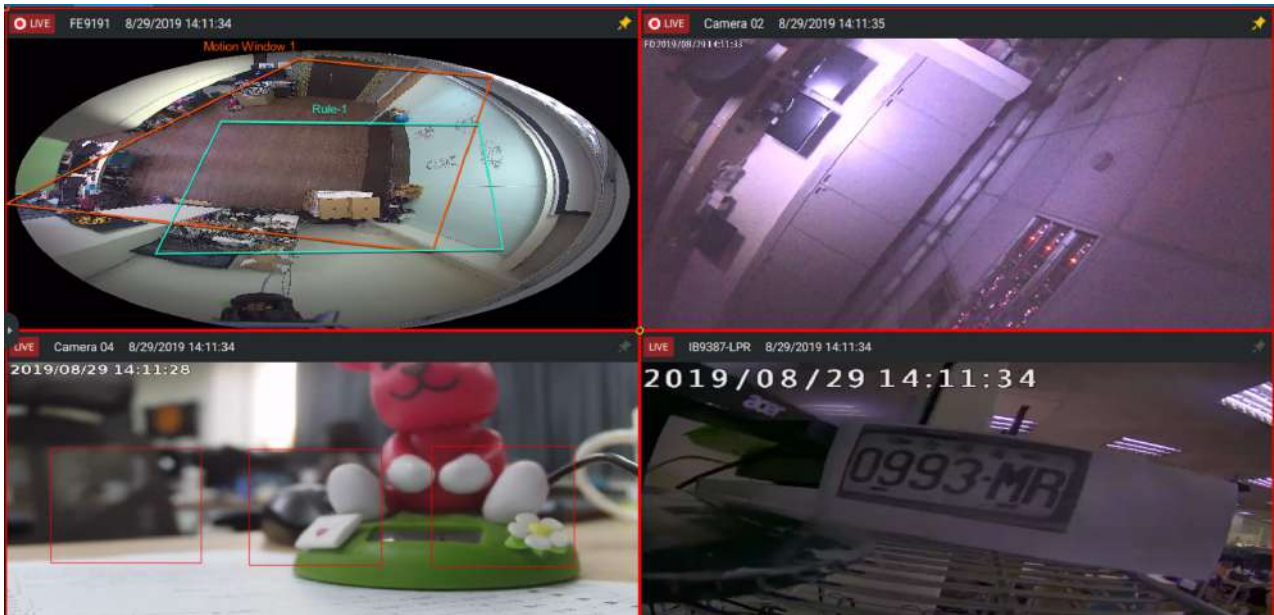 LIVE FE9191 8/29/2019 14:11:34
Motion Window 1
Rule-1
LIVE Camera 02 8/29/2019 14:11:35
LIVE Camera 04 8/29/2019 14:11:34
2019/08/29 14:11:28
LIVE IB9387-LPR 8/29/2019 14:11:34
2019/08/29 14:11:34
acer
0993-MR